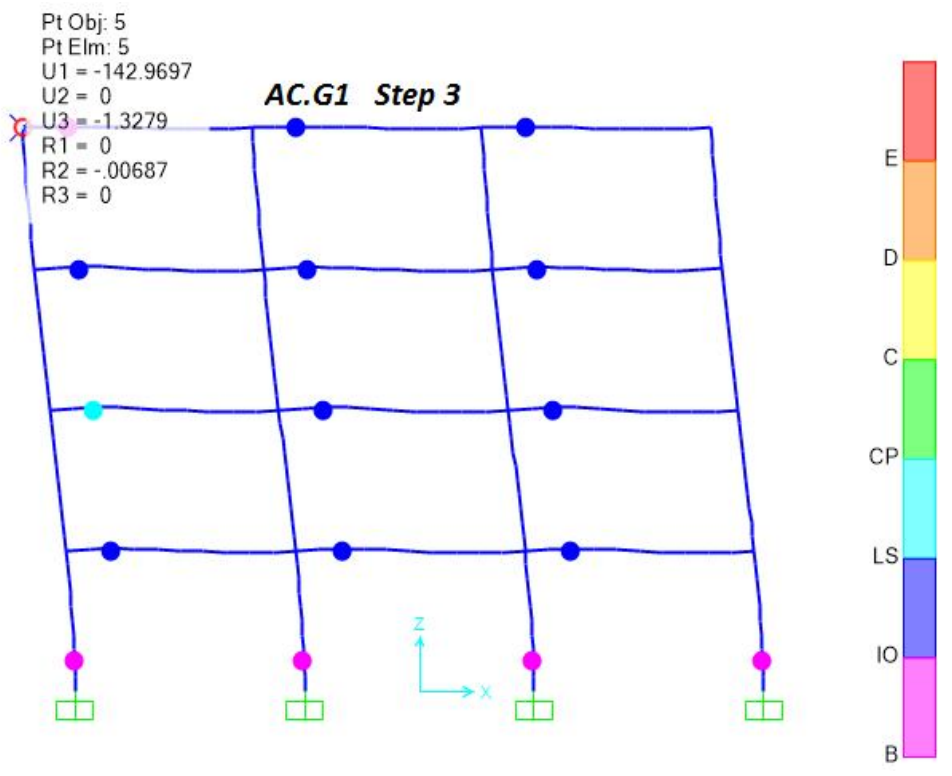 Pt Obj: 5
Pt Elm: 5
U1 = -142.9697
U2 = 0
AC.G1 Step 3
U3 = -1.3279
R1 = 0
R2 = -.00687
R3 = 0
E
D
C
CP
LS
IO
B
Z
X